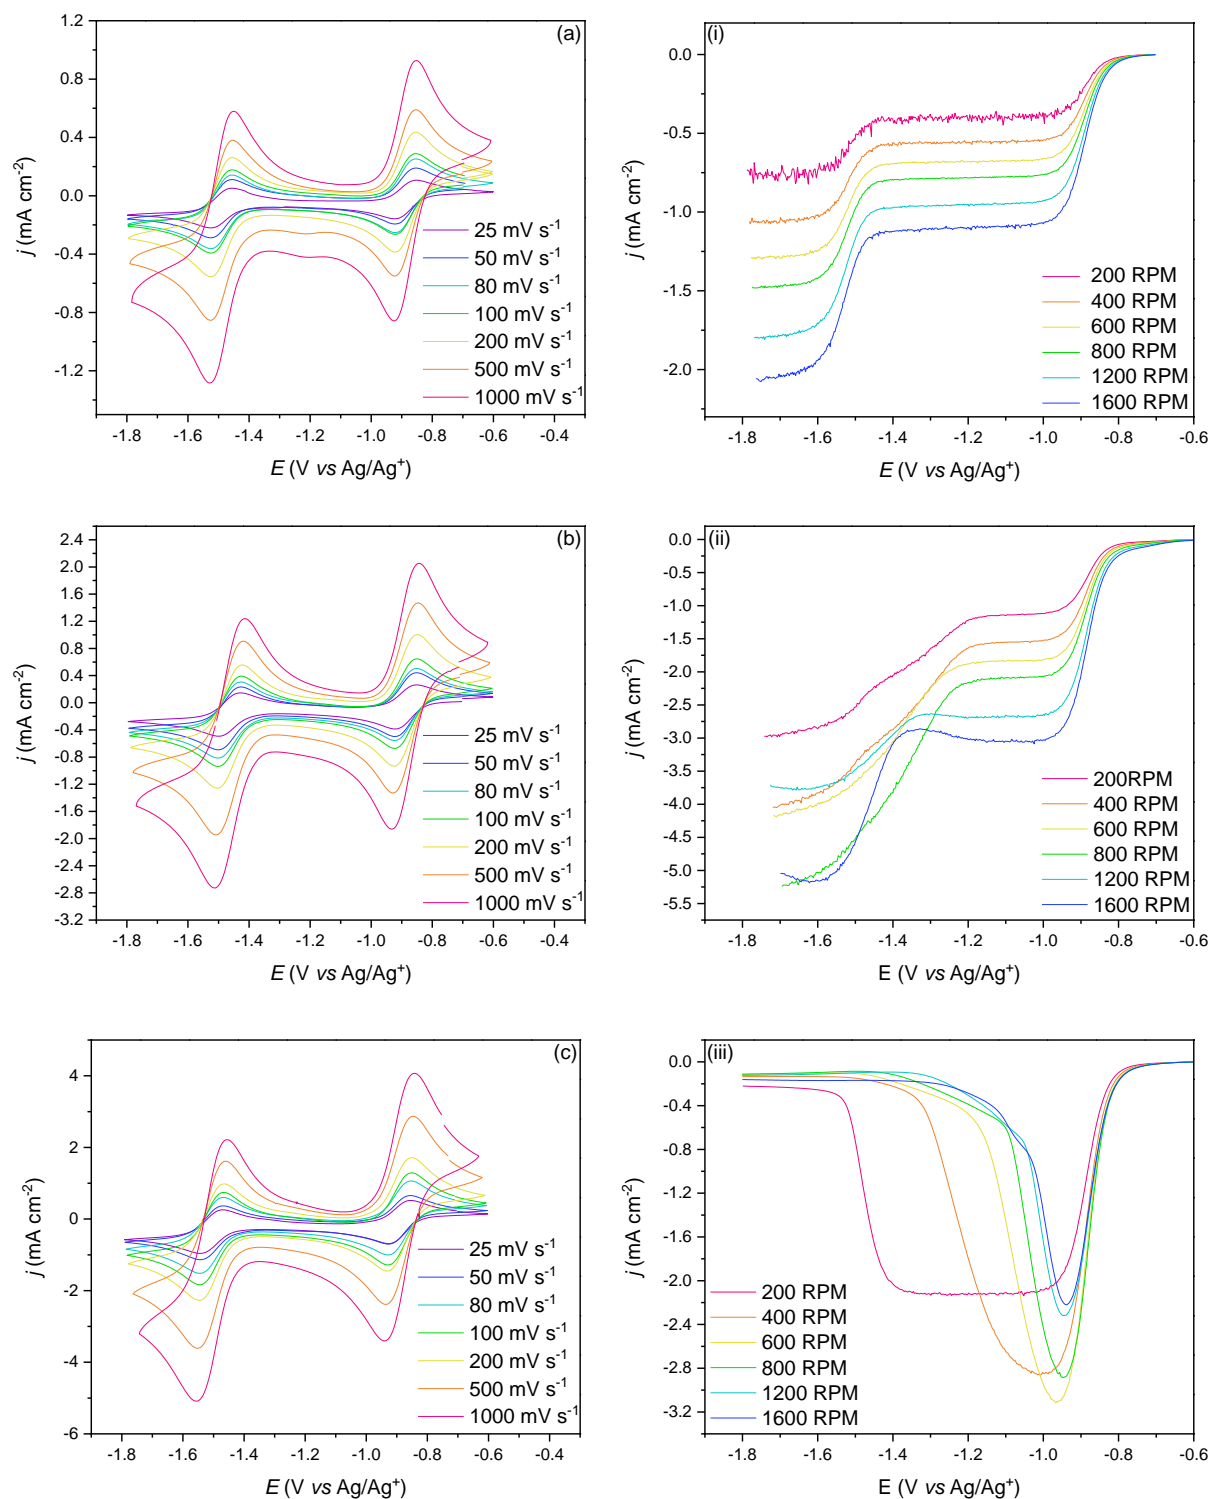 (a)
1.2
0.8
0.4
0.0
-0.4
-0.8
-1.2
j (mA cm-2)
25 mV s-1
50 mV s-1
80 mV s-1
100 mV s-1
200 mV s-1
500 mV s-1
1000 mV s-1
-1.8 -1.6 -1.4 -1.2 -1.0 -0.8 -0.6 -0.4
E (V vs Ag/Ag+)
(i)
0.0
-0.5
-1.0
-1.5
-2.0
j (mA cm-2)
200 RPM
400 RPM
600 RPM
800 RPM
1200 RPM
1600 RPM
-1.8 -1.6 -1.4 -1.2 -1.0 -0.8 -0.6
E (V vs Ag/Ag+)
(b)
2.4
2.0
1.6
1.2
0.8
0.4
0.0
-0.4
-0.8
-1.2
-1.6
-2.0
-2.4
-2.8
-3.2
j (mA cm-2)
25 mV s-1
50 mV s-1
80 mV s-1
100 mV s-1
200 mV s-1
500 mV s-1
1000 mV s-1
-1.8 -1.6 -1.4 -1.2 -1.0 -0.8 -0.6 -0.4
E (V vs Ag/Ag+)
(ii)
0.0
-0.5
-1.0
-1.5
-2.0
-2.5
-3.0
-3.5
-4.0
-4.5
-5.0
-5.5
j (mA cm-2)
200RPM
400 RPM
600 RPM
800 RPM
1200 RPM
1600 RPM
-1.8 -1.6 -1.4 -1.2 -1.0 -0.8 -0.6
E (V vs Ag/Ag+)
(c)
4
2
0
-2
-4
-6
j (mA cm-2)
25 mV s-1
50 mV s-1
80 mV s-1
100 mV s-1
200 mV s-1
500 mV s-1
1000 mV s-1
-1.8 -1.6 -1.4 -1.2 -1.0 -0.8 -0.6 -0.4
E (V vs Ag/Ag+)
(iii)
0.0
-0.4
-0.8
-1.2
-1.6
-2.0
-2.4
-2.8
-3.2
j (mA cm-2)
200 RPM
400 RPM
600 RPM
800 RPM
1200 RPM
1600 RPM
-1.8 -1.6 -1.4 -1.2 -1.0 -0.8 -0.6
E (V vs Ag/Ag+)